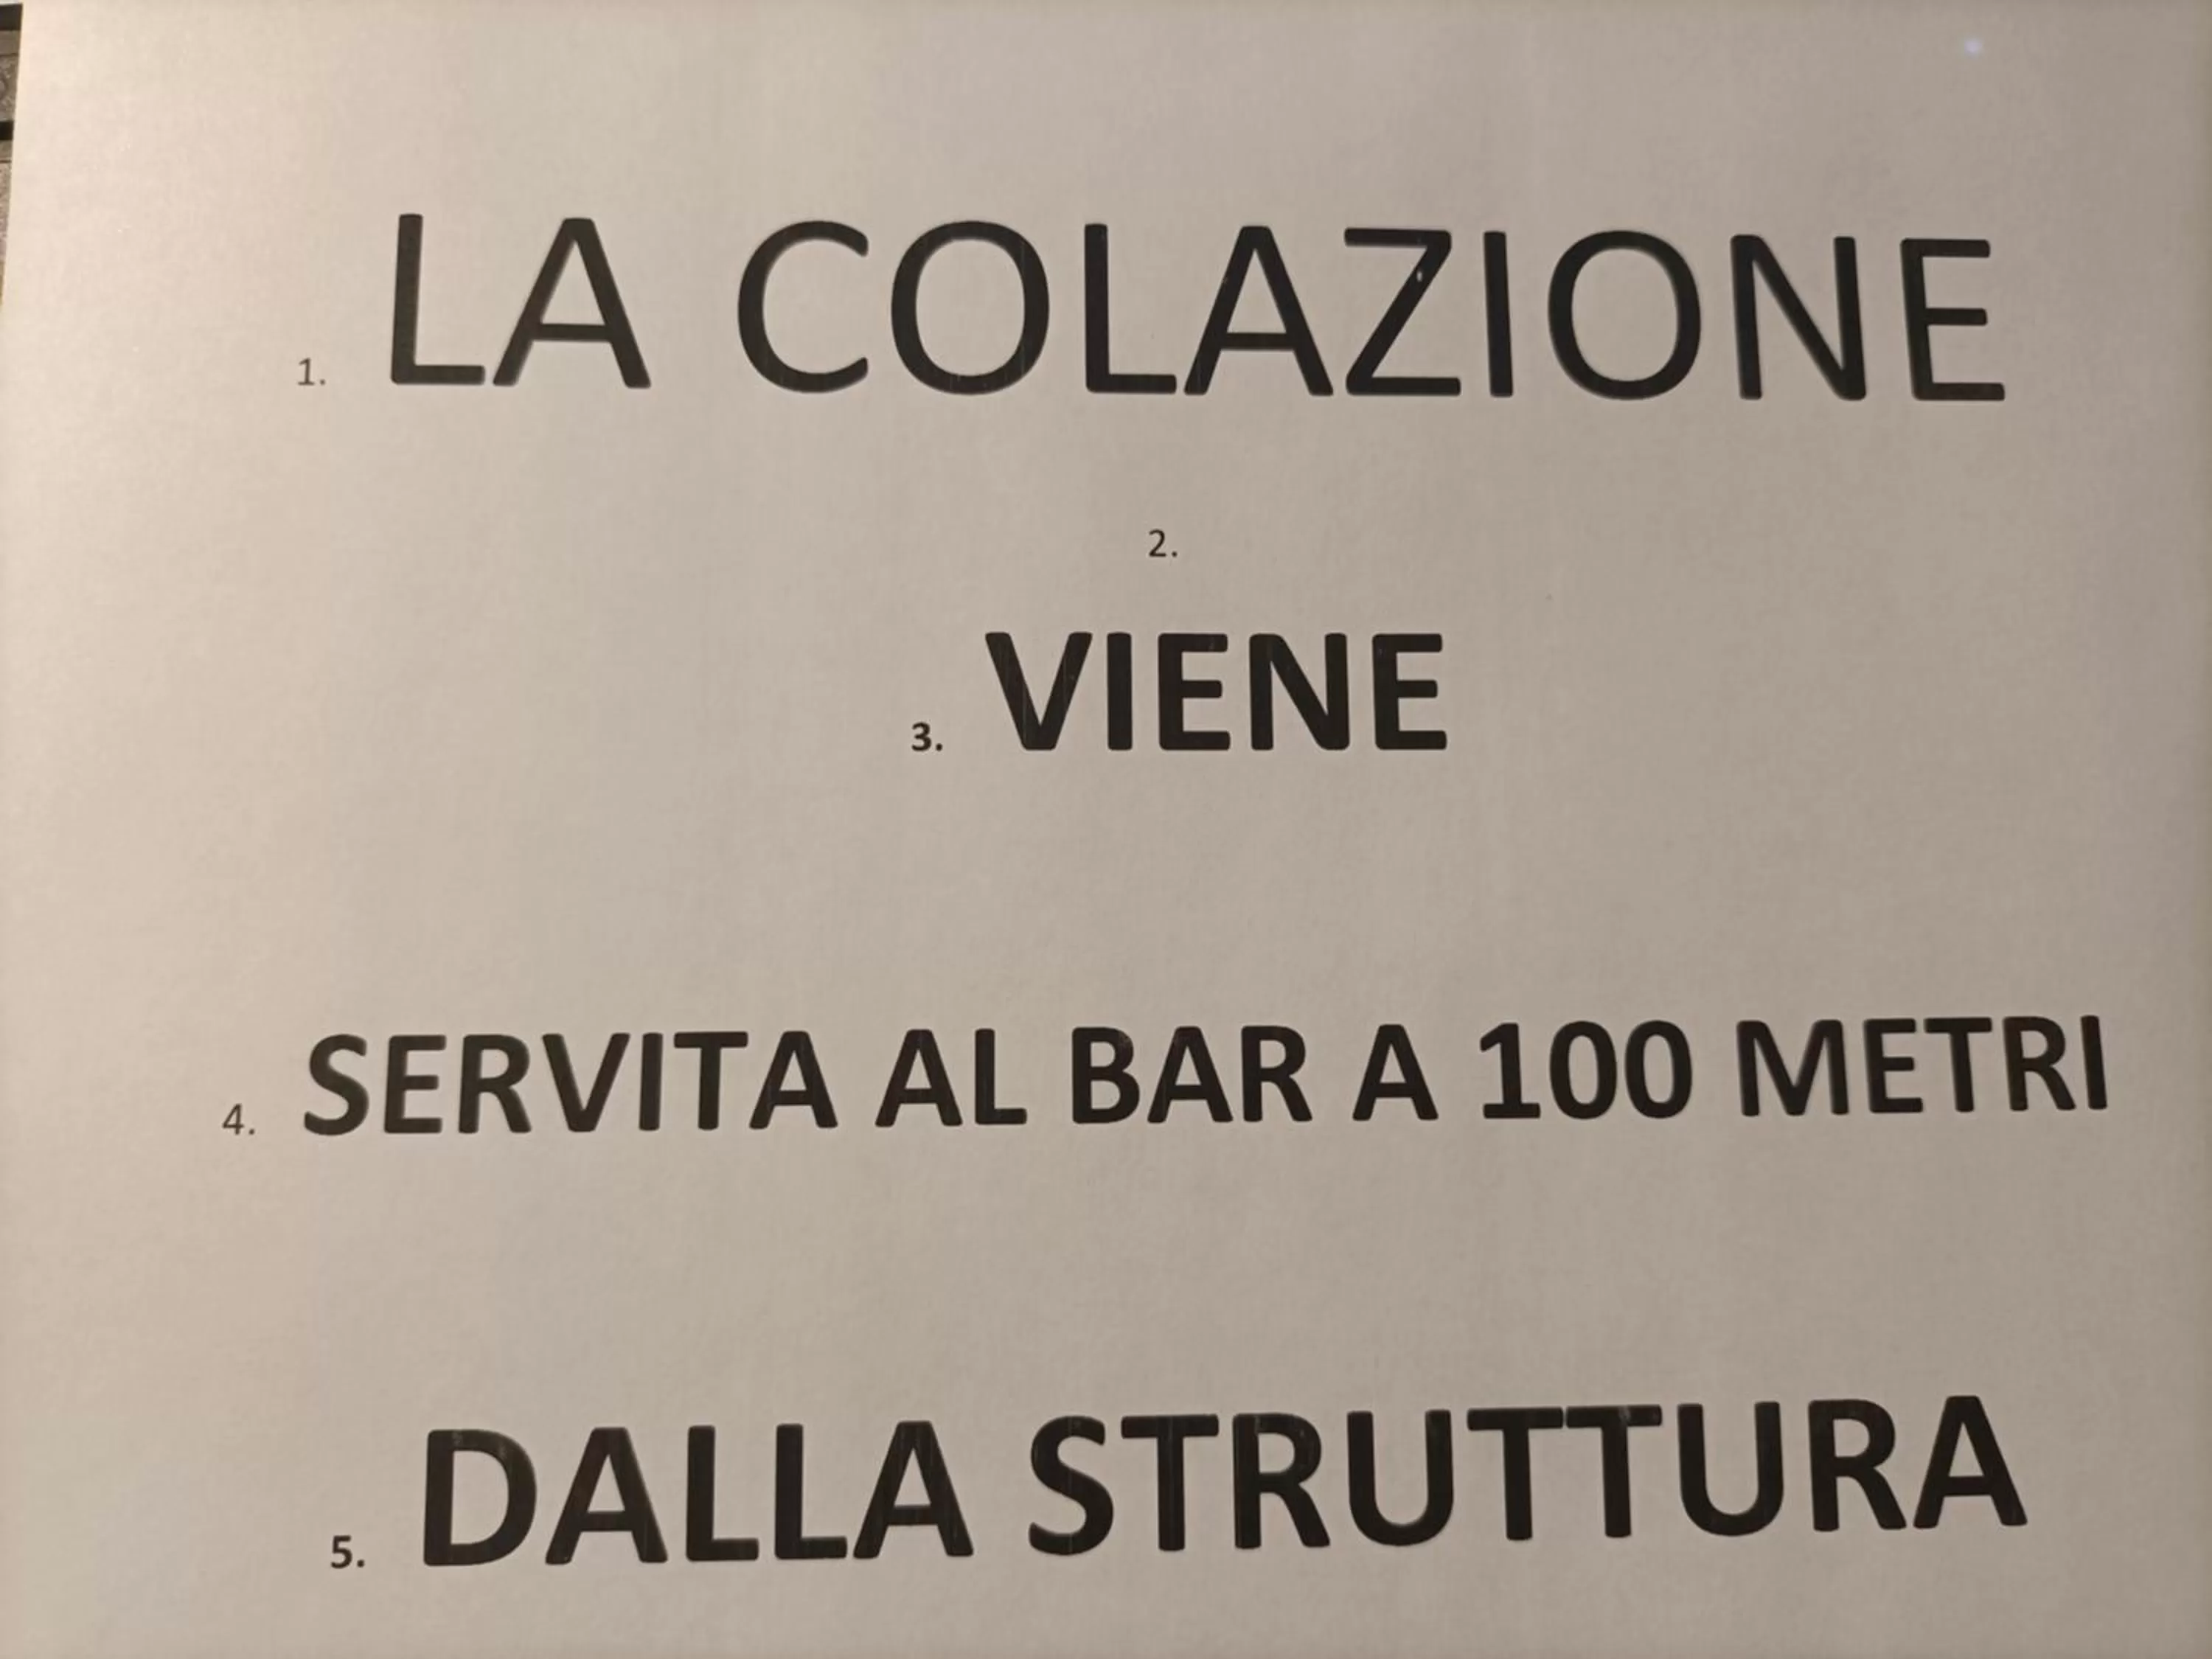 1. LA COLAZIONE
2.
3. VIENE
4. SERVITA AL BAR A 100 METRI
5. DALLA STRUTTURA